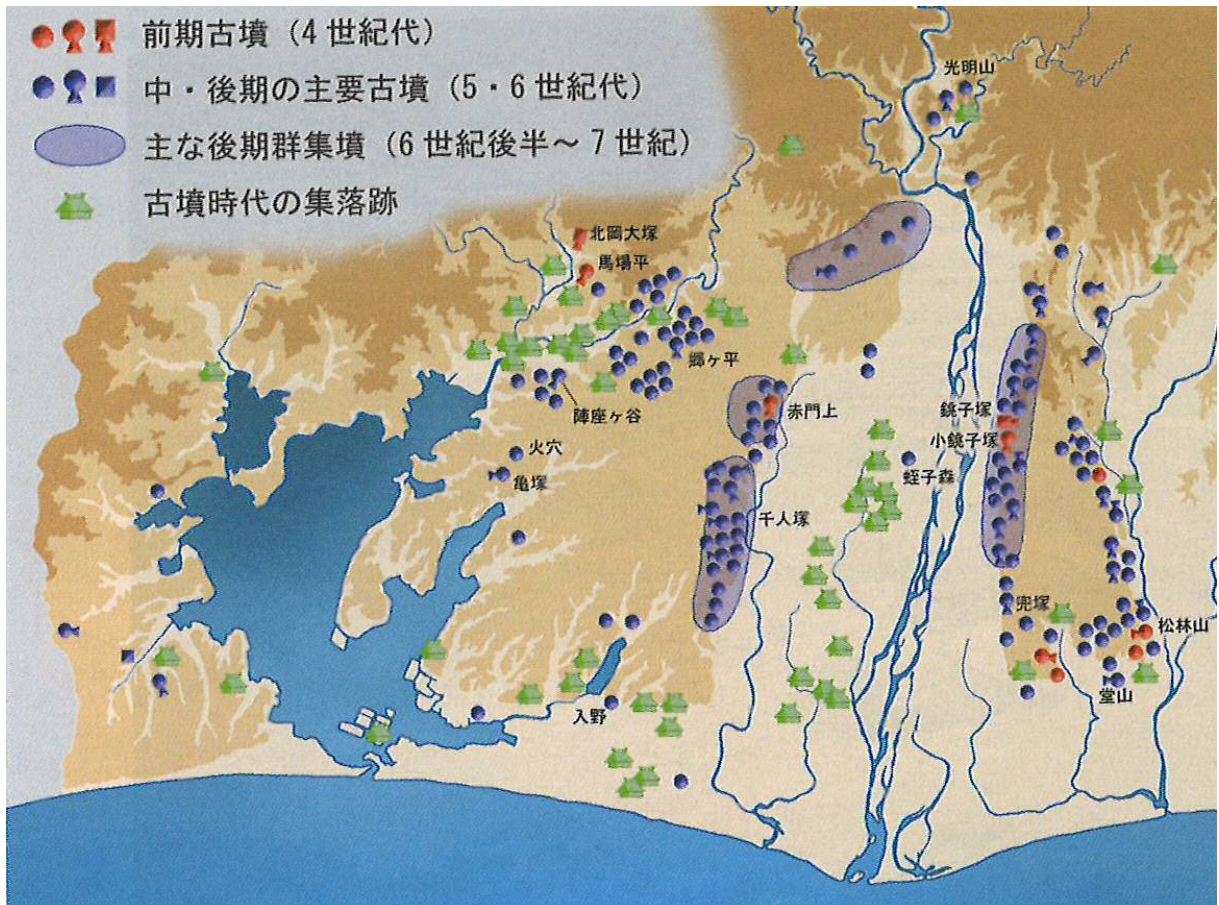 前期古墳（4世紀代）
中・後期の主要古墳（5・6世紀代）
主な後期群集墳（6世紀後半～7世紀）
古墳時代の集落跡
光明山
北岡大塚
馬場平
郷ヶ平
陣座ヶ谷
赤門上
銚子塚
小銚子塚
火穴
亀塚
蛭子森
千人塚
兜塚
松林山
堂山
入野